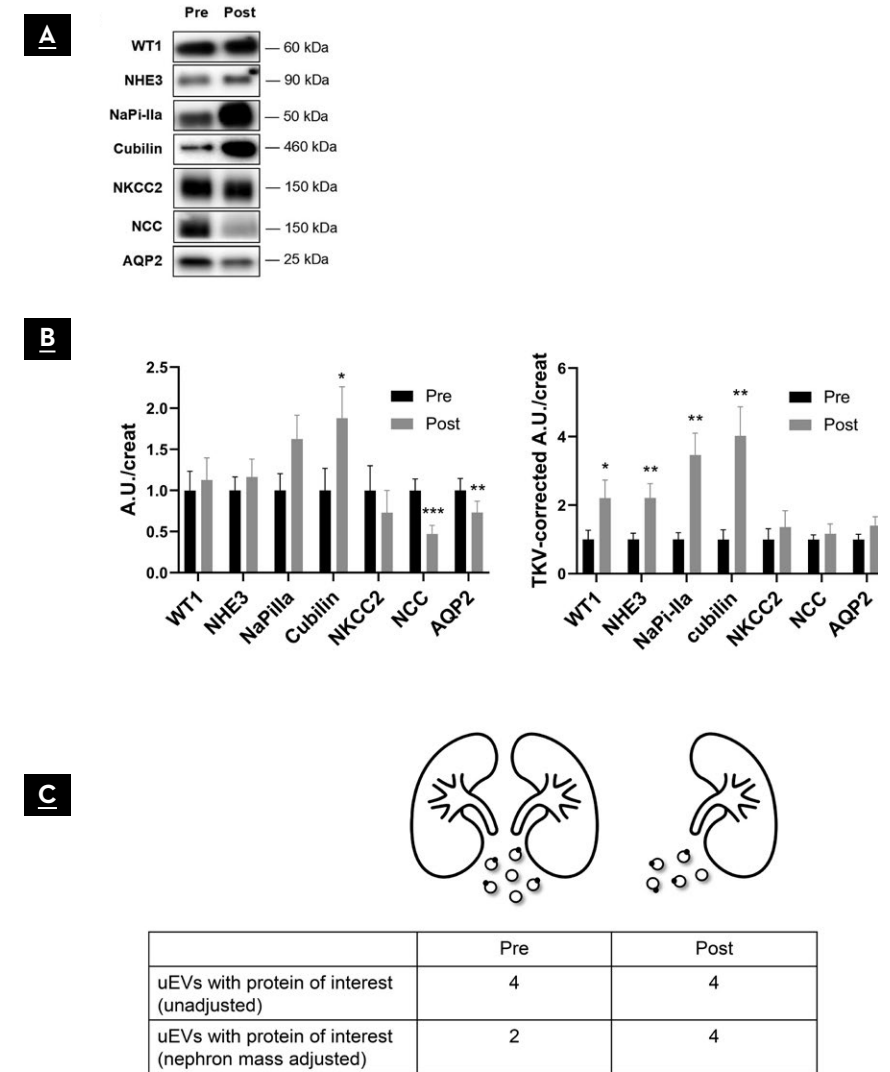 A
Pre Post
WT1 — 60 kDa
NHE3 — 90 kDa
NaPi-IIa — 50 kDa
Cubilin — 460 kDa
NKCC2 — 150 kDa
NCC — 150 kDa
AQP2 — 25 kDa
B
A.U./creat
2.5
2.0
1.5
1.0
0.5
0.0
*
***
**
Pre
Post
WT1 NHE3 NaPiIIa Cubilin NKCC2 NCC AQP2
TKV-corrected A.U./creat
6
4
2
0
*
**
**
**
Pre
Post
WT1 NHE3 NaPi-IIa cubilin NKCC2 NCC AQP2
C
Pre Post
uEVs with protein of interest (unadjusted) 4 4
uEVs with protein of interest (nephron mass adjusted) 2 4